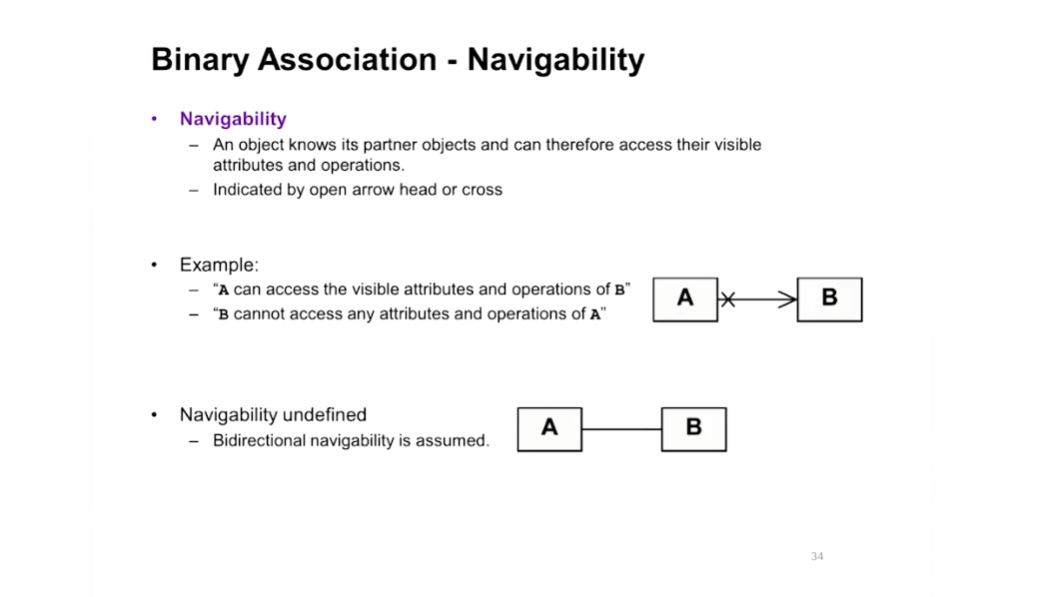 Binary Association - Navigability
• Navigability
– An object knows its partner objects and can therefore access their visible
attributes and operations.
– Indicated by open arrow head or cross
• Example:
– “A can access the visible attributes and operations of B”
– “B cannot access any attributes and operations of A”
A B
• Navigability undefined
– Bidirectional navigability is assumed.
A B
34